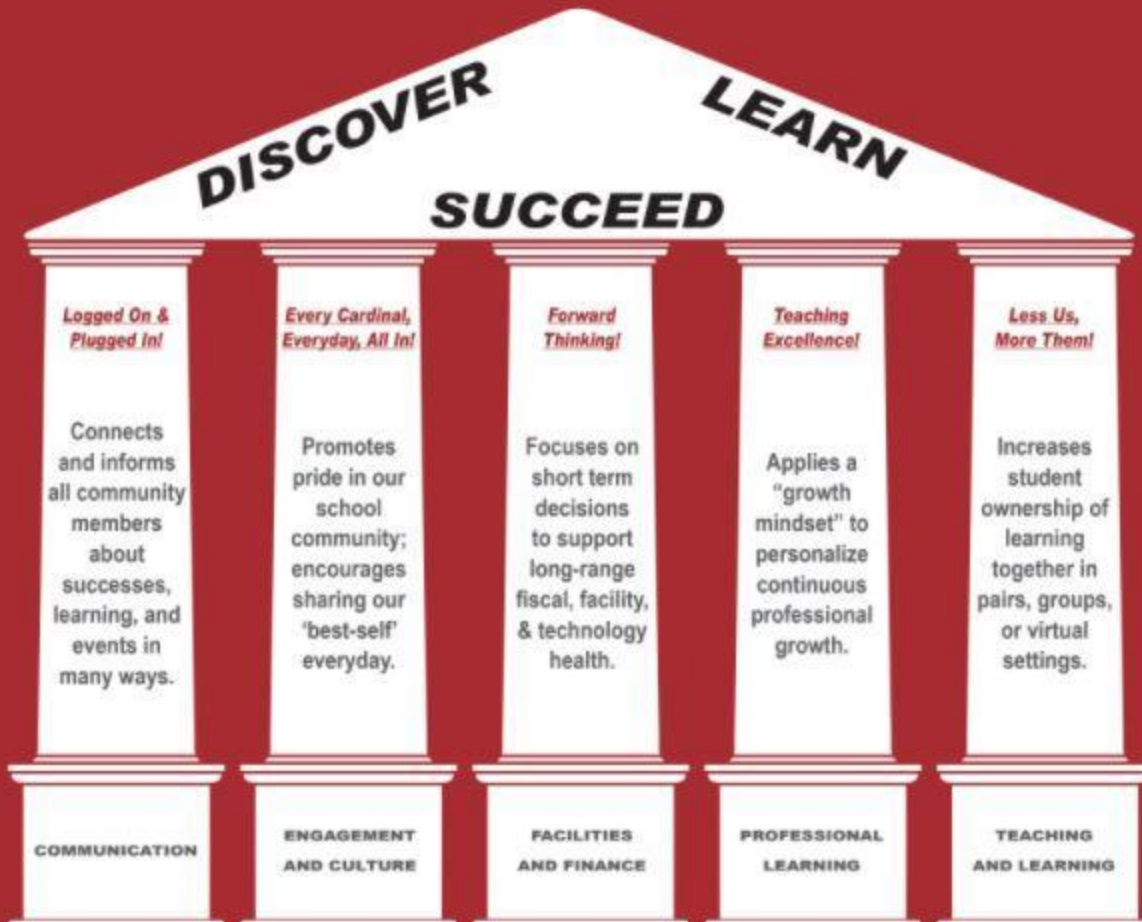 DISCOVER
LEARN
SUCCEED
Logged On &
Plugged In!
Connects
and informs
all community
members
about
successes,
learning, and
events in
many ways.
COMMUNICATION
Every Cardinal,
Everyday, All In!
Promotes
pride in our
school
community;
encourages
sharing our
‘best-self’
everyday.
ENGAGEMENT
AND CULTURE
Forward
Thinking!
Focuses on
short term
decisions
to support
long-range
fiscal, facility,
& technology
health.
FACILITIES
AND FINANCE
Teaching
Excellence!
Applies a
“growth
mindset” to
personalize
continuous
professional
growth.
PROFESSIONAL
LEARNING
Less Us,
More Them!
Increases
student
ownership of
learning
together in
pairs, groups,
or virtual
settings.
TEACHING
AND LEARNING